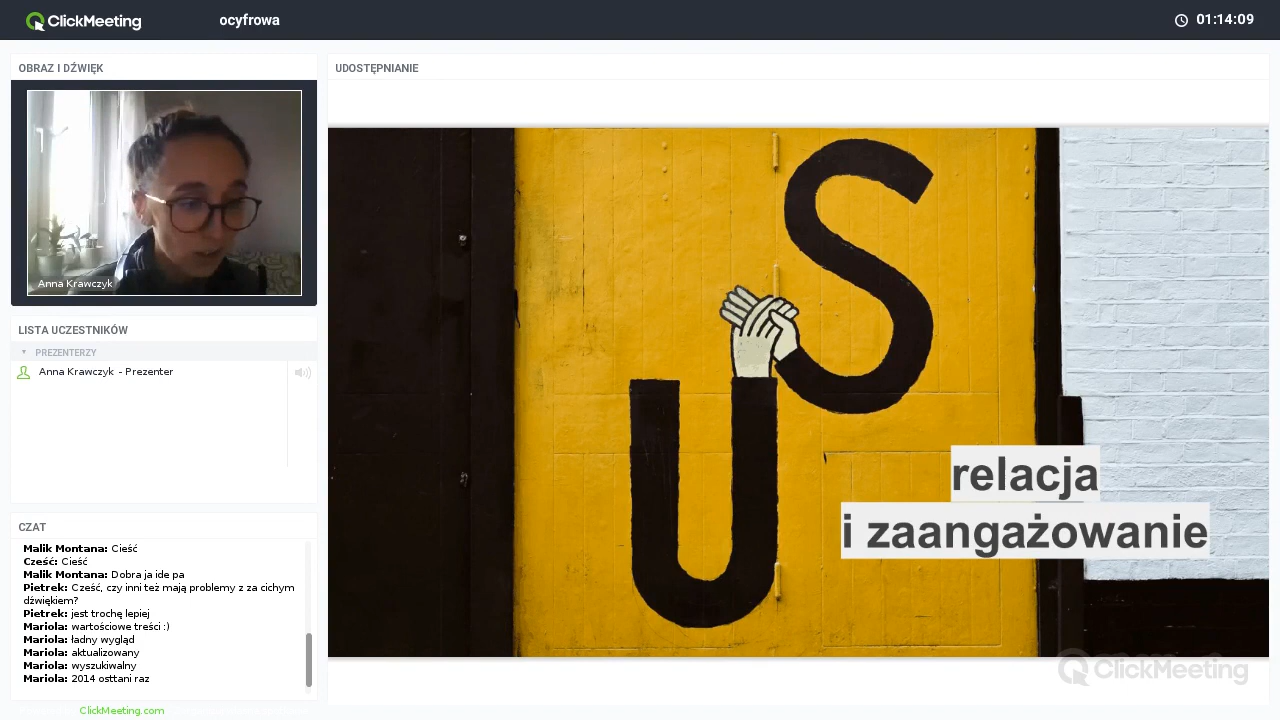 ClickMeeting
ocyfrowa
01:14:09
OBRAZ I DŹWIĘK
Anna Krawczyk
LISTA UCZESTNIKÓW
PREZENTERZY
Anna Krawczyk - Prezenter
CZAT
Malik Montana: Cieść
Cześć: Cieść
Malik Montana: Dobra ja ide pa
Pietrek: Cześć, czy inni też mają problemy z za cichym
dźwiękiem?
Pietrek: jest trochę lepiej
Mariola: wartościowe treści :)
Mariola: ładny wygląd
Mariola: aktualizowany
Mariola: wyszukiwalny
Mariola: 2014 osttani raz
ClickMeeting.com
UDOSTĘPNIANIE
US
relacja
i zaangażowanie
ClickMeeting